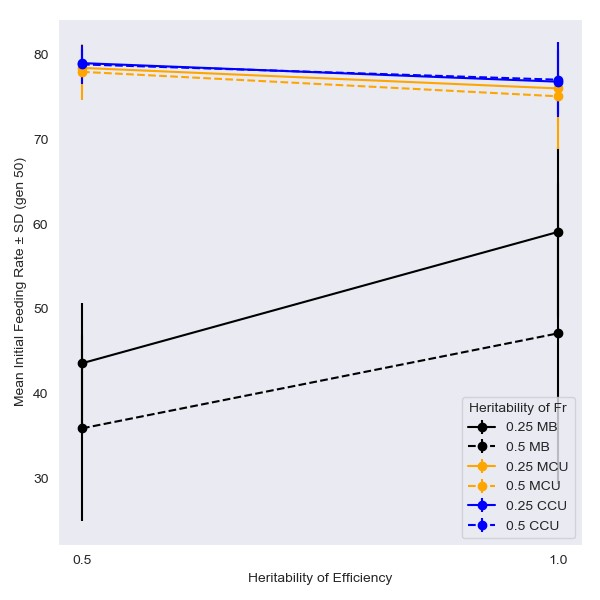 Mean Initial Feeding Rate ± SD (gen 50)
80
70
60
50
40
30
Heritability of Fr
0.25 MB
0.5 MB
0.25 MCU
0.5 MCU
0.25 CCU
0.5 CCU
0.5
1.0
Heritability of Efficiency